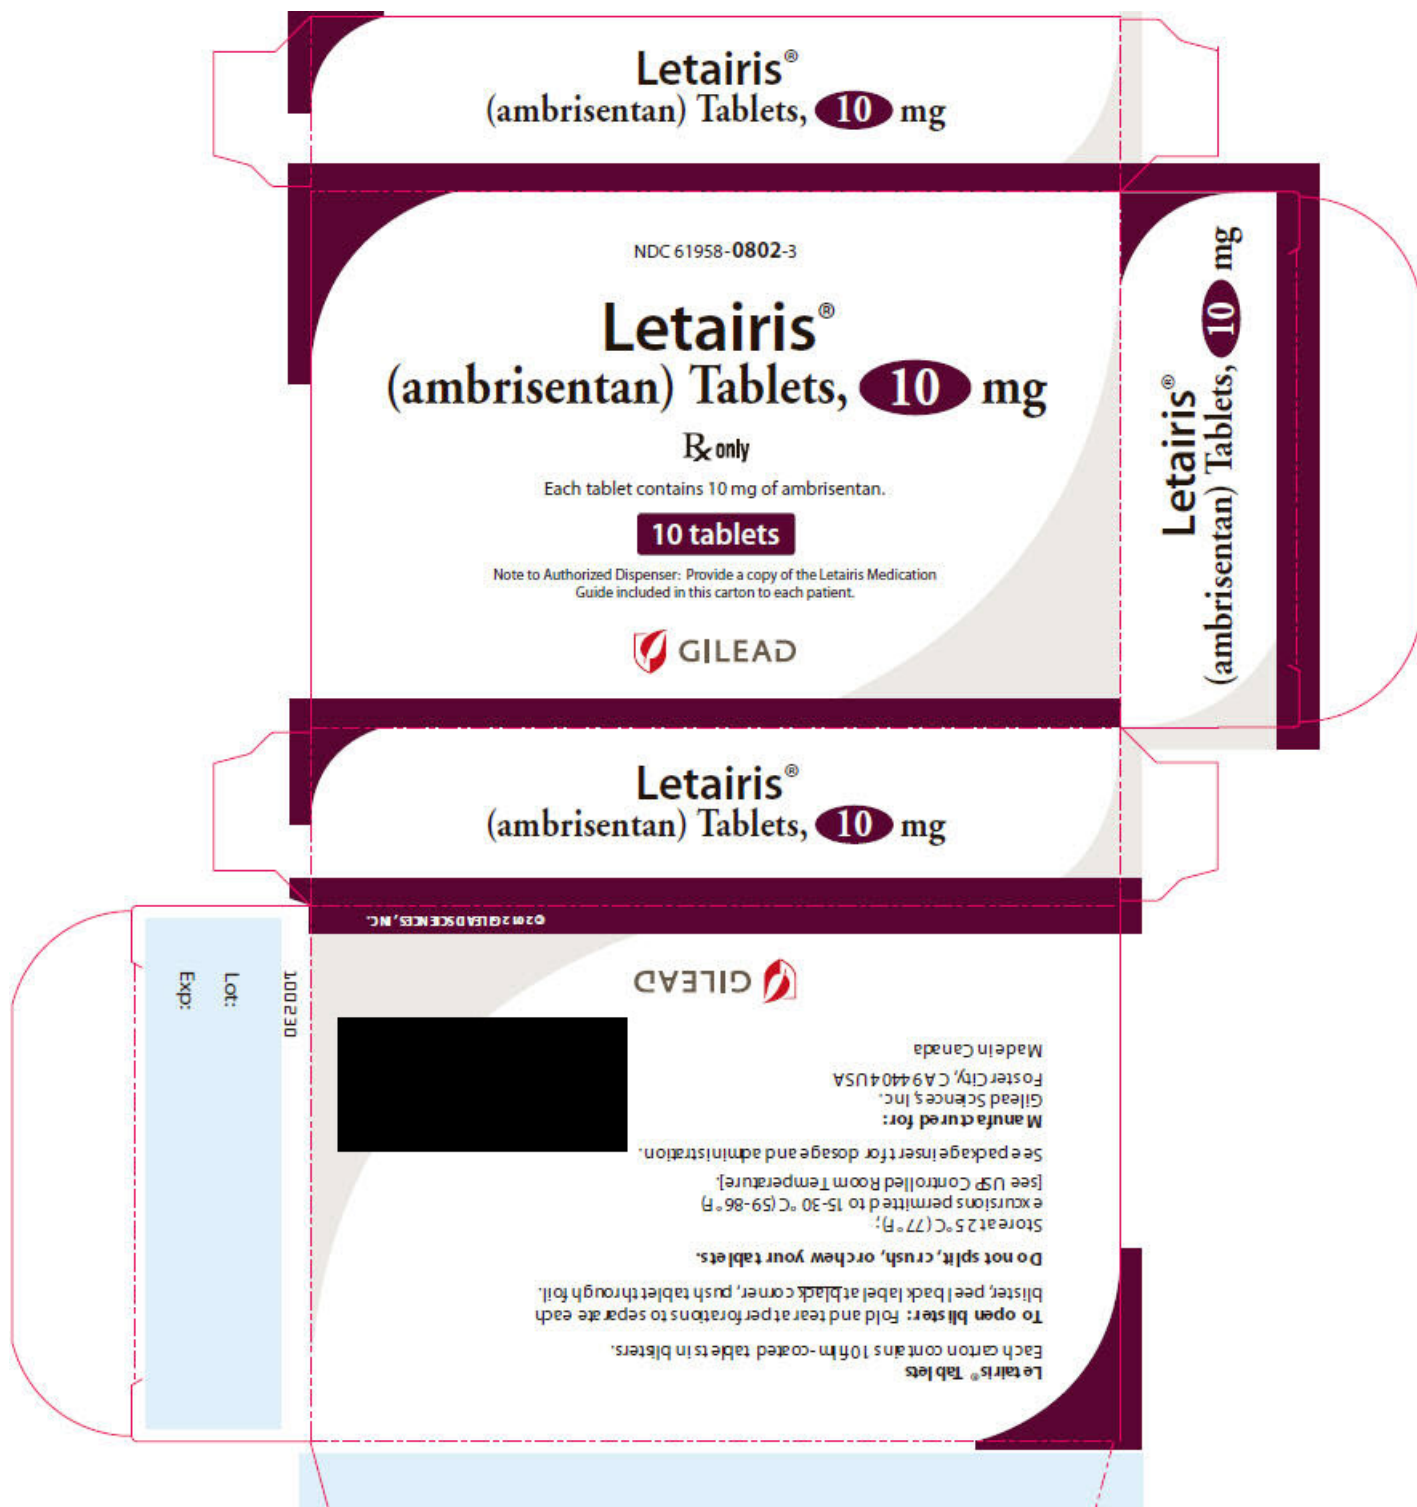 Letairis®
(ambrisentan) Tablets, 10 mg
NDC 61958-0802-3
Letairis®
(ambrisentan) Tablets, 10 mg
Rx only
Each tablet contains 10 mg of ambrisentan.
10 tablets
Note to Authorized Dispenser: Provide a copy of the Letairis Medication
Guide included in this carton to each patient.
GILEAD
Letairis®
(ambrisentan) Tablets, 10 mg
Letairis®
(ambrisentan) Tablets, 10 mg
Letairis® Tablets
Each carton contains 10 film-coated tablets in blisters.
To open blister: Fold and tear at perforations to separate each
blister, peel back label at black corner, push tablet through foil.
Do not split, crush, or chew your tablets.
Store at 25°C (77°F);
excursions permitted to 15-30 °C (59-86°F)
[see USP Controlled Room Temperature].
See package insert for dosage and administration.
Manufactured for:
Gilead Sciences, Inc.
Foster City, CA 94404 USA
Made in Canada
GILEAD
© 2012 GILEAD SCIENCES, INC.
100230
Lot:
Exp: